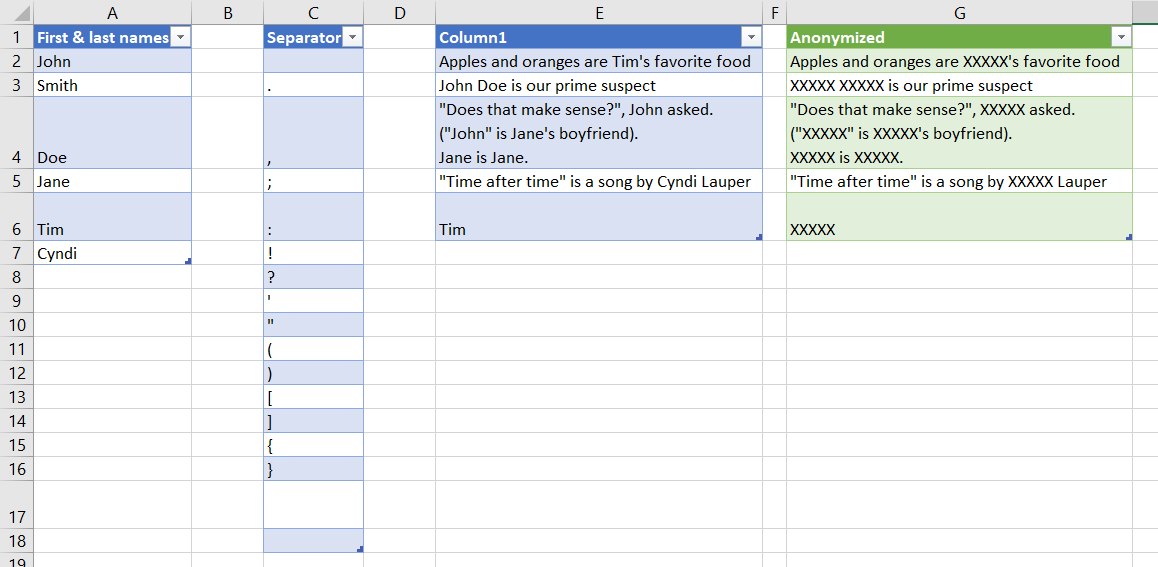 A B C D E F G
1 First & last names Separator Column1 Anonymized
2 John Apples and oranges are Tim's favorite food Apples and oranges are XXXXX's favorite food
3 Smith . John Doe is our prime suspect XXXXX XXXXX is our prime suspect
"Does that make sense?", John asked. "Does that make sense?", XXXXX asked.
("John" is Jane's boyfriend). ("XXXXX" is XXXXX's boyfriend).
4 Doe , Jane is Jane. XXXXX is XXXXX.
5 Jane ; "Time after time" is a song by Cyndi Lauper "Time after time" is a song by XXXXX Lauper
6 Tim : Tim XXXXX
7 Cyndi !
8 ?
9 '
10 "
11 (
12 )
13 [
14 ]
15 {
16 }
17
18
19